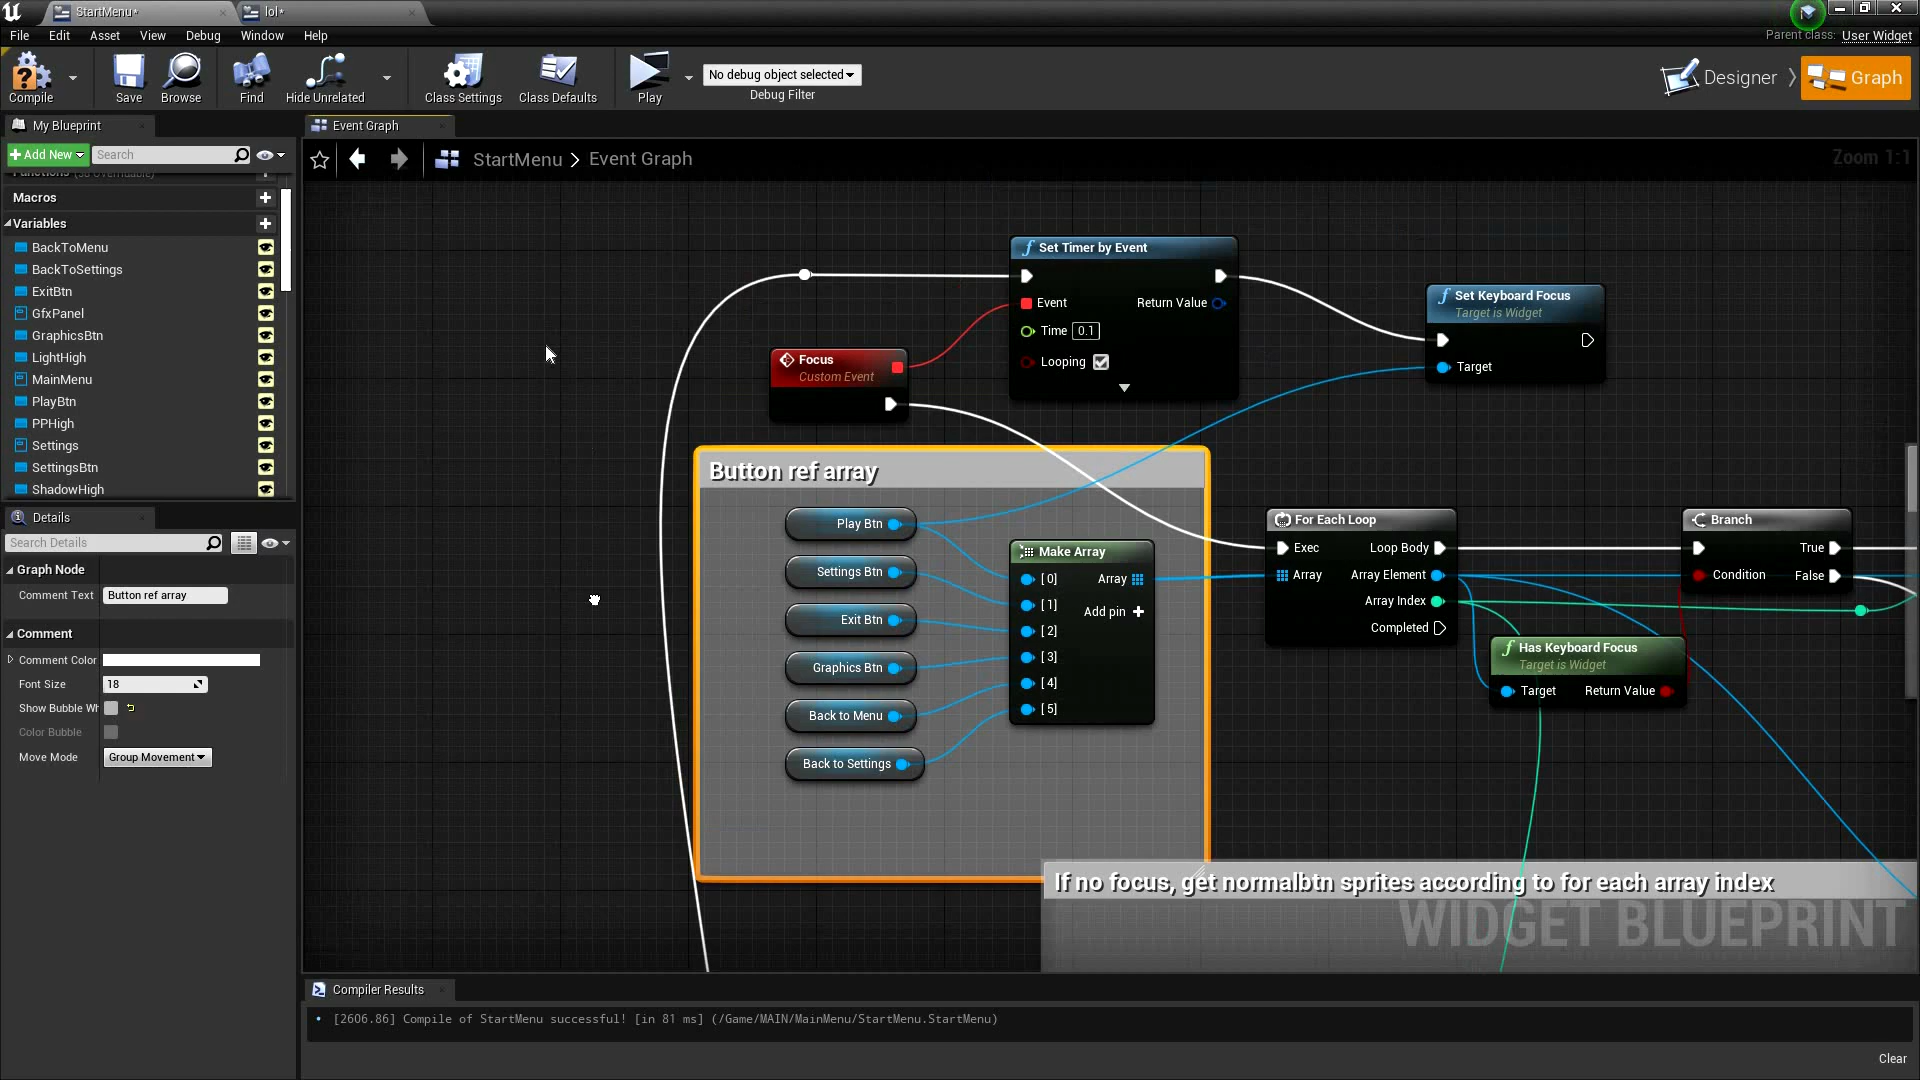 StartMenu*
lol*
File Edit Asset View Debug Window Help
Parent class: User Widget
Compile
Save
Browse
Find
Hide Unrelated
Class Settings
Class Defaults
Play
No debug object selected
Debug Filter
Designer
Graph
My Blueprint
Add New
Search
Functions (38 Overridable)
Macros
Variables
BackToMenu
BackToSettings
ExitBtn
GfxPanel
GraphicsBtn
LightHigh
MainMenu
PlayBtn
PPHigh
Settings
SettingsBtn
ShadowHigh
Details
Search Details
Graph Node
Comment Text Button ref array
Comment
Comment Color
Font Size 18
Show Bubble Wh
Color Bubble
Move Mode Group Movement
Event Graph
StartMenu > Event Graph
Zoom 1:1
Set Timer by Event
Event Return Value
Time 0.1
Looping
Set Keyboard Focus
Target is Widget
Target
Focus
Custom Event
Button ref array
Play Btn
Settings Btn
Exit Btn
Graphics Btn
Back to Menu
Back to Settings
Make Array
[0] Array
[1] Add pin
[2]
[3]
[4]
[5]
For Each Loop
Exec Loop Body
Array Array Element
Array Index
Completed
Branch
True
Condition False
Has Keyboard Focus
Target is Widget
Target Return Value
If no focus, get normalbtn sprites according to for each array index
WIDGET BLUEPRINT
Compiler Results
[2606.86] Compile of StartMenu successful! [in 81 ms] (/Game/MAIN/MainMenu/StartMenu.StartMenu)
Clear